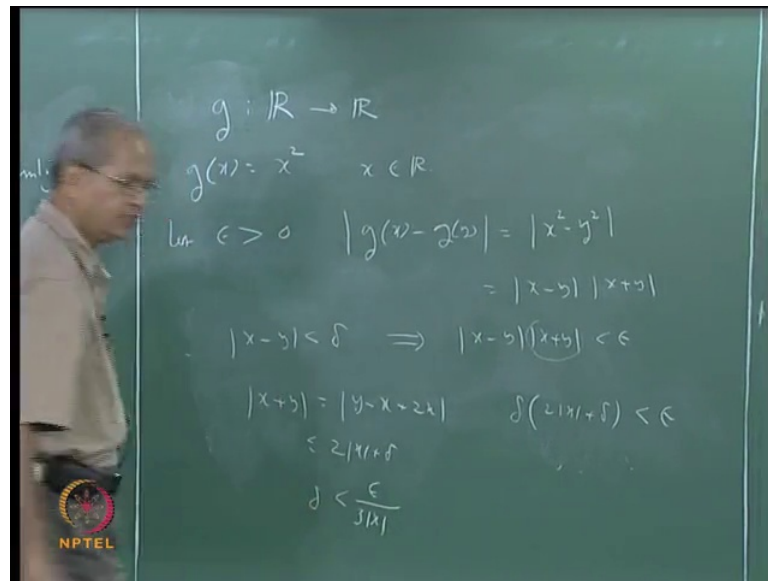 g : ℝ → ℝ
g(x) = x² x ∈ ℝ.
Let ε > 0 |g(x) - g(y)| = |x² - y²|
= |x-y| |x+y|
|x-y| < δ ⟹ |x-y||x+y| < ε
|x+y| = |y-x+2x| δ(2|x|+δ) < ε
≤ 2|x|+δ
δ < ε/3|x|
NPTEL